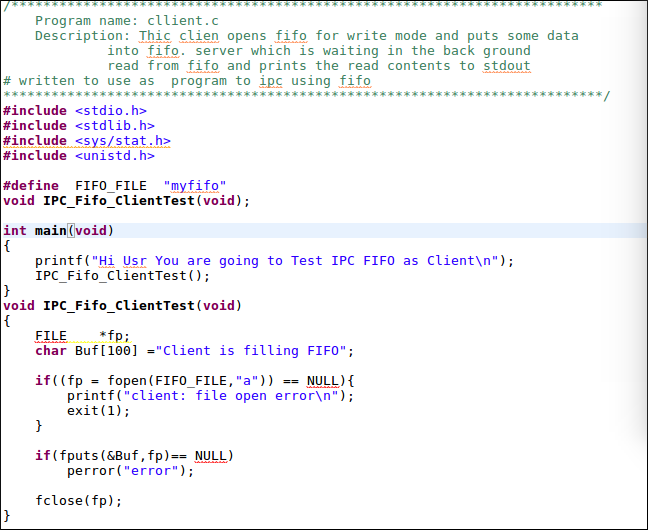 /**************************************************************************
Program name: cllient.c
Description: Thic clien opens fifo for write mode and puts some data
into fifo. server which is waiting in the back ground
read from fifo and prints the read contents to stdout
# written to use as  program to ipc using fifo
***************************************************************************/
#include <stdio.h>
#include <stdlib.h>
#include <sys/stat.h>
#include <unistd.h>
#define  FIFO_FILE  "myfifo"
void IPC_Fifo_ClientTest(void);
int main(void)
{
printf("Hi Usr You are going to Test IPC FIFO as Client\n");
IPC_Fifo_ClientTest();
}
void IPC_Fifo_ClientTest(void)
{
FILE    *fp;
char Buf[100] ="Client is filling FIFO";
if((fp = fopen(FIFO_FILE,"a")) == NULL){
printf("client: file open error\n");
exit(1);
}
if(fputs(&Buf,fp)== NULL)
perror("error");
fclose(fp);
}